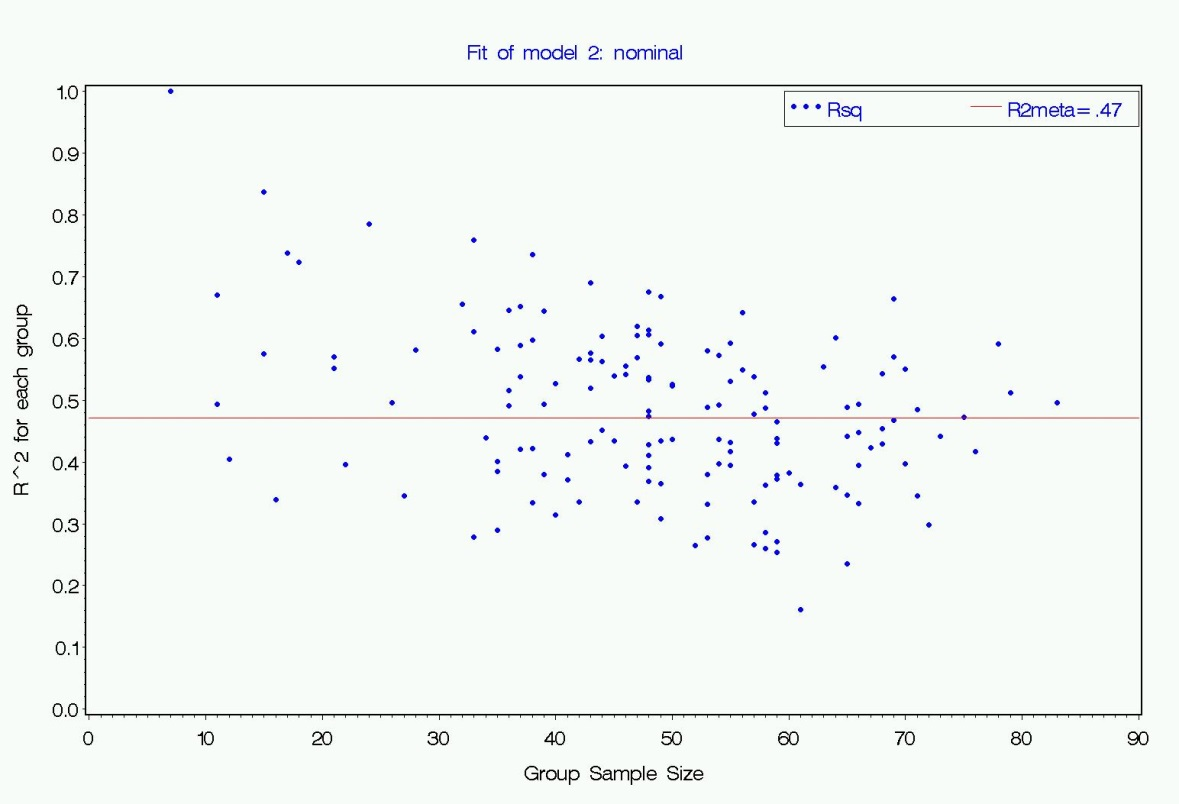 Fit of model 2: nominal
Rsq
R2meta= .47
R^2 for each group
1.0
0.9
0.8
0.7
0.6
0.5
0.4
0.3
0.2
0.1
0.0
0 10 20 30 40 50 60 70 80 90
Group Sample Size